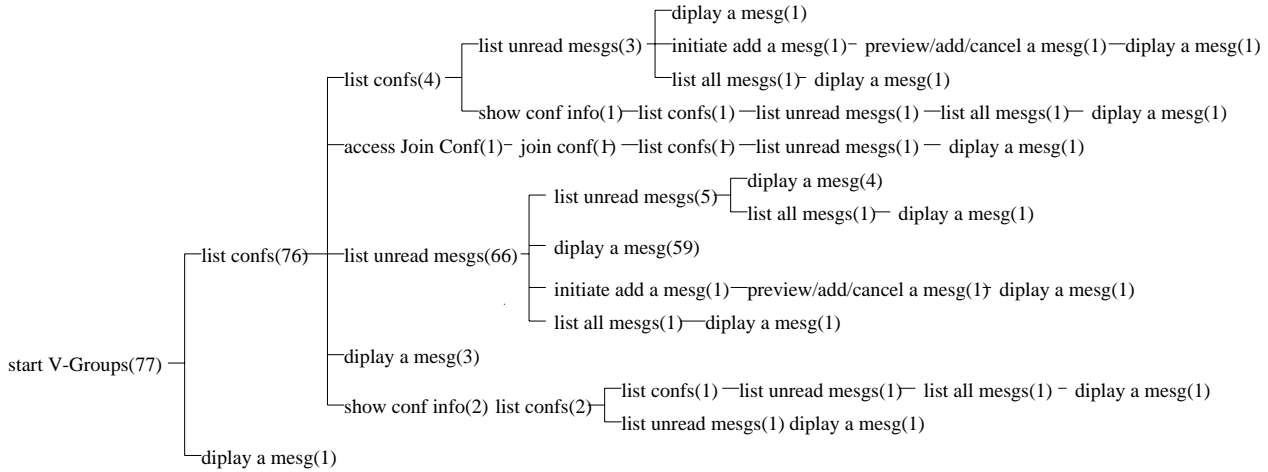 diplay a mesg(1)
list unread mesgs(3) initiate add a mesg(1) preview/add/cancel a mesg(1) diplay a mesg(1)
list confs(4) list all mesgs(1) diplay a mesg(1)
show conf info(1) list confs(1) list unread mesgs(1) list all mesgs(1) diplay a mesg(1)
access Join Conf(1) join conf(1) list confs(1) list unread mesgs(1) diplay a mesg(1)
diplay a mesg(4)
list unread mesgs(5)
list all mesgs(1) diplay a mesg(1)
list confs(76) list unread mesgs(66) diplay a mesg(59)
initiate add a mesg(1) preview/add/cancel a mesg(1) diplay a mesg(1)
list all mesgs(1) diplay a mesg(1)
diplay a mesg(3)
start V-Groups(77)
list confs(1) list unread mesgs(1) list all mesgs(1) diplay a mesg(1)
show conf info(2) list confs(2)
list unread mesgs(1) diplay a mesg(1)
diplay a mesg(1)